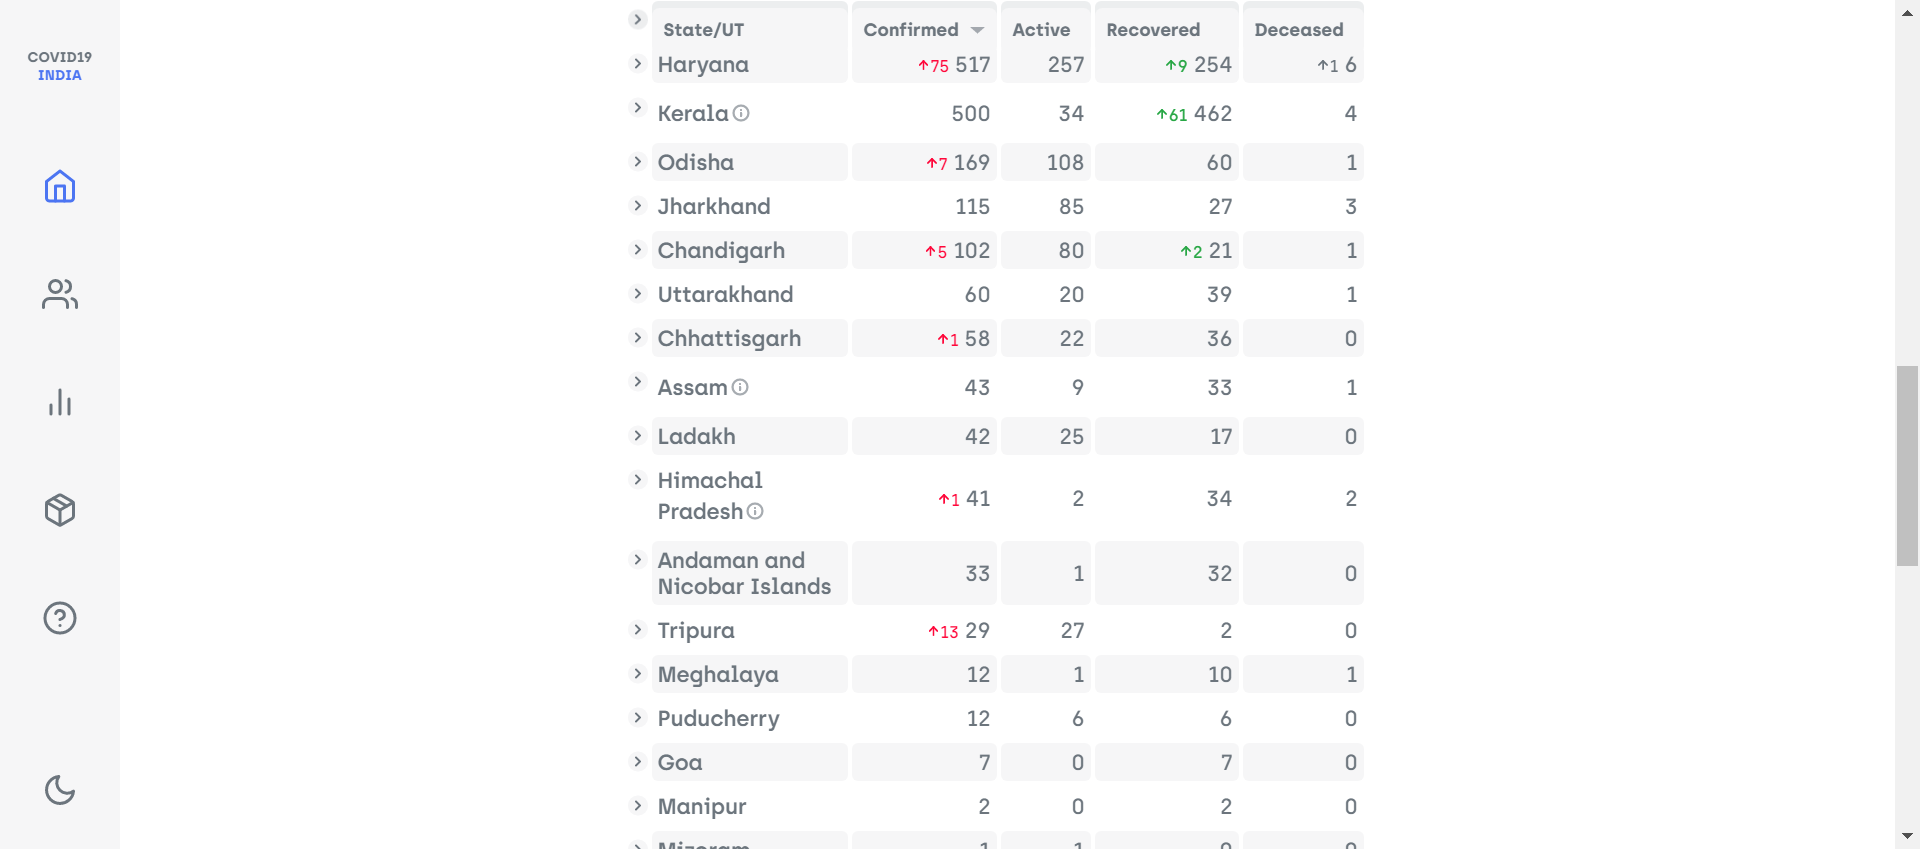 COVID19
INDIA
State/UT Confirmed Active Recovered Deceased
Haryana ↑75 517 257 ↑9 254 ↑1 6
Kerala 500 34 ↑61 462 4
Odisha ↑7 169 108 60 1
Jharkhand 115 85 27 3
Chandigarh ↑5 102 80 ↑2 21 1
Uttarakhand 60 20 39 1
Chhattisgarh ↑1 58 22 36 0
Assam 43 9 33 1
Ladakh 42 25 17 0
Himachal
Pradesh ↑1 41 2 34 2
Andaman and
Nicobar Islands 33 1 32 0
Tripura ↑13 29 27 2 0
Meghalaya 12 1 10 1
Puducherry 12 6 6 0
Goa 7 0 7 0
Manipur 2 0 2 0
Mizoram 1 1 0 0